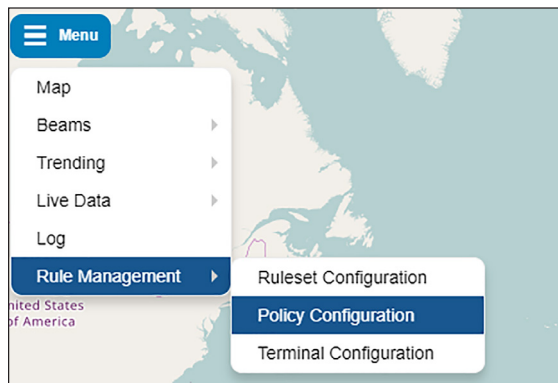 Menu
Map
Beams
Trending
Live Data
Log
Rule Management
Ruleset Configuration
Policy Configuration
Terminal Configuration
nited States
of America